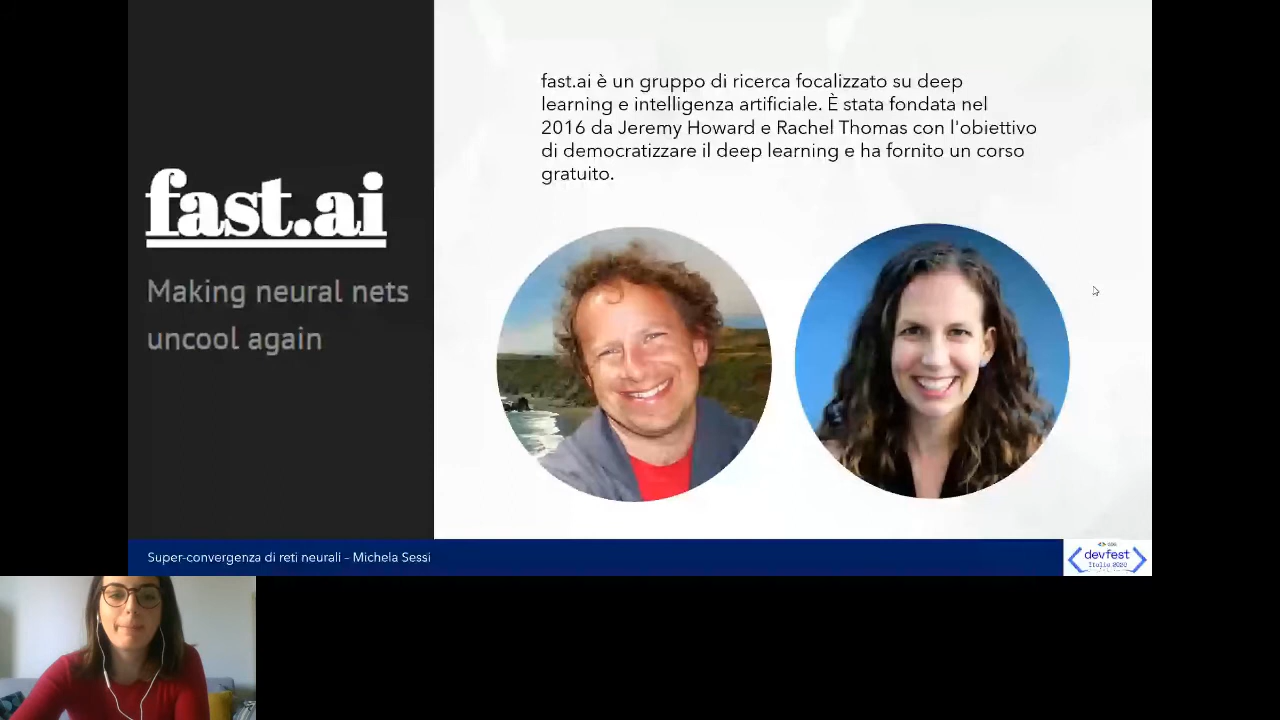 fast.ai
Making neural nets
uncool again
fast.ai è un gruppo di ricerca focalizzato su deep
learning e intelligenza artificiale. È stata fondata nel
2016 da Jeremy Howard e Rachel Thomas con l'obiettivo
di democratizzare il deep learning e ha fornito un corso
gratuito.
Super-convergenza di reti neurali – Michela Sessi
devfest
Italia 2020